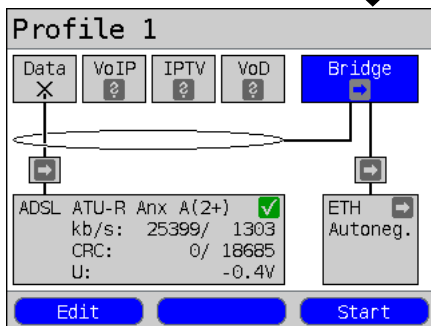 Profile 1
Data VoIP IPTV VoD Bridge
? ? ?
ADSL ATU-R Anx A(2+) ETH
kb/s: 25399/ 1303 Autoneg.
CRC: 0/ 18685
U: -0.4V
Edit Start